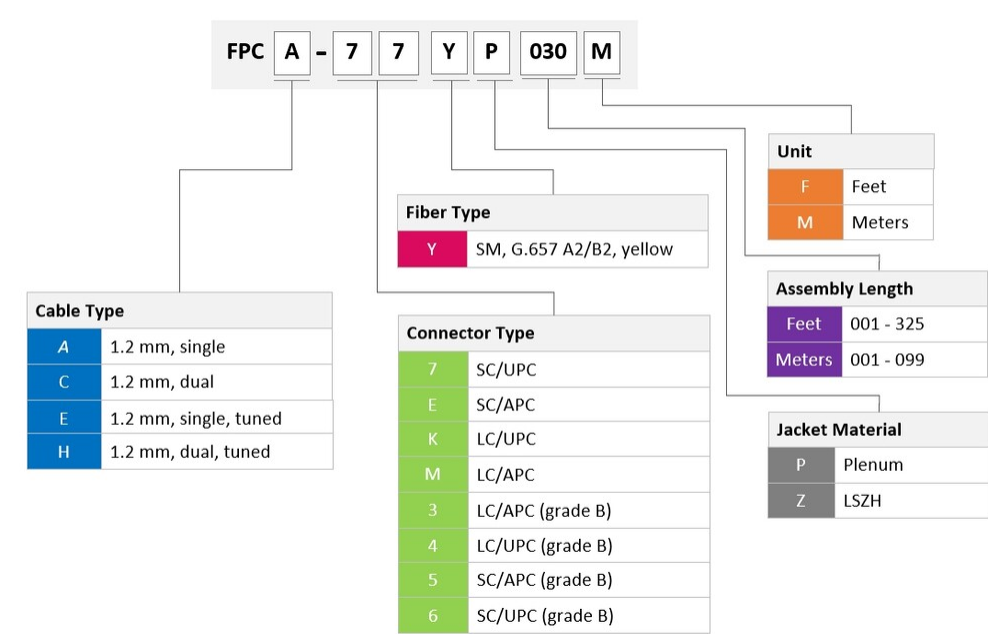 FPC A - 7 7 Y P 030 M
Unit
F Feet
M Meters
Fiber Type
Y SM, G.657 A2/B2, yellow
Assembly Length
Feet 001 - 325
Meters 001 - 099
Cable Type
A 1.2 mm, single
C 1.2 mm, dual
E 1.2 mm, single, tuned
H 1.2 mm, dual, tuned
Connector Type
7 SC/UPC
E SC/APC
K LC/UPC
M LC/APC
3 LC/APC (grade B)
4 LC/UPC (grade B)
5 SC/APC (grade B)
6 SC/UPC (grade B)
Jacket Material
P Plenum
Z LSZH